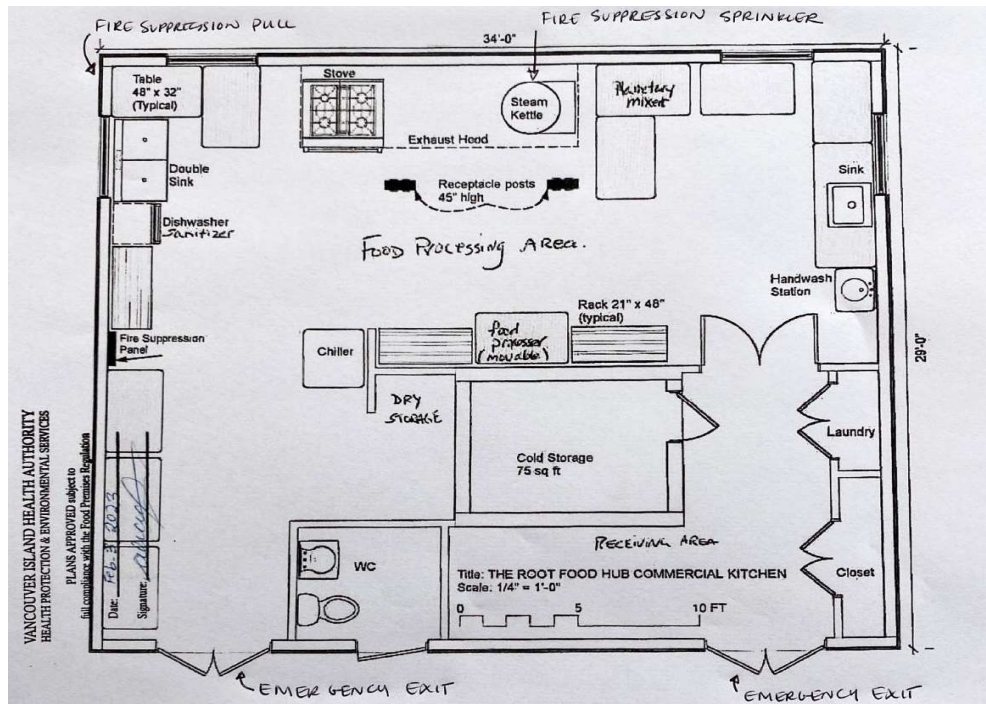 FIRE SUPPRESSION PULL
FIRE SUPPRESSION SPRINKLER
34'-0"
Table
48" x 32"
(Typical)
Stove
Steam
Kettle
Planetary
mixer
Exhaust Hood
Double
Sink
Sink
Receptacle posts
45" high
Dishwasher
Sanitizer
FOOD PROCESSING AREA.
Handwash
Station
Rack 21" x 48"
(typical)
food
processer
(movable)
Fire Suppression
Panel
Chiller
29'-0"
DRY
STORAGE
Laundry
Cold Storage
75 sq ft
VANCOUVER ISLAND HEALTH AUTHORITY
HEALTH PROTECTION & ENVIRONMENTAL SERVICES
PLANS APPROVED subject to
full compliance with the Food Premises Regulation
Date: Feb 3 2023
Signature:
RECEIVING AREA
WC
Title: THE ROOT FOOD HUB COMMERCIAL KITCHEN
Scale: 1/4" = 1'-0"
0 5 10 FT
Closet
EMERGENCY EXIT
EMERGENCY EXIT